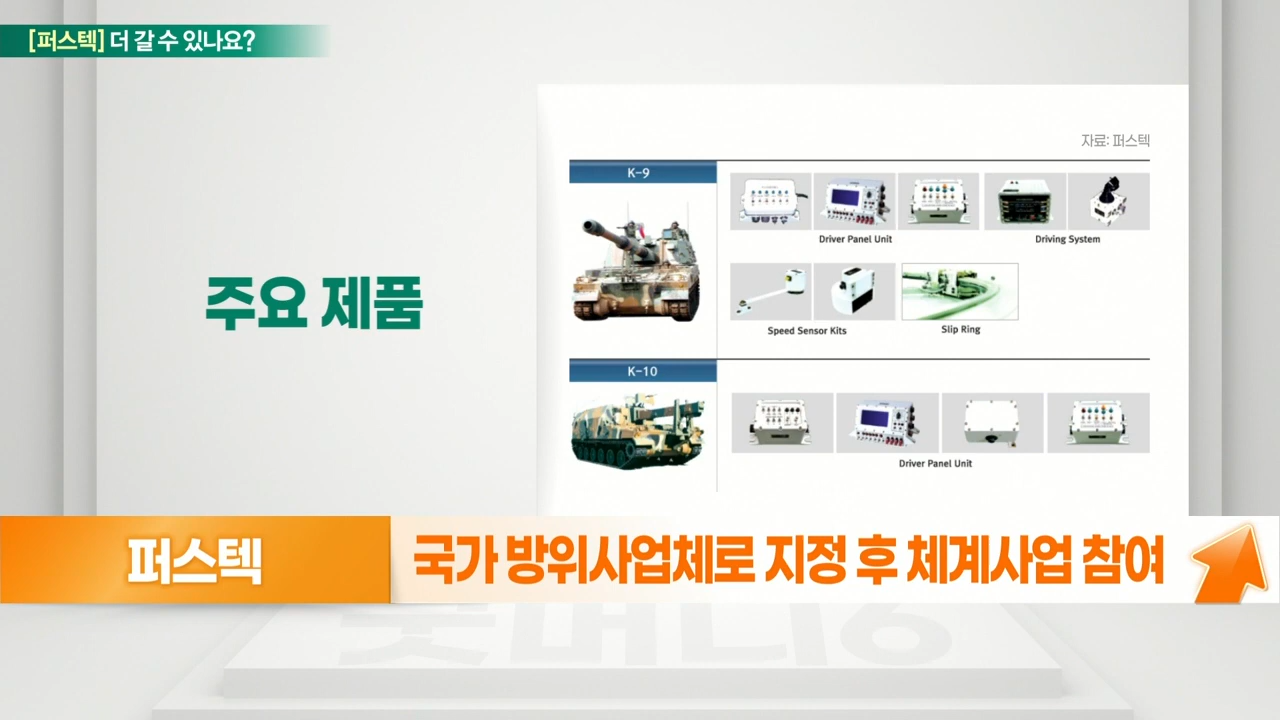 [퍼스텍] 더 갈 수 있나요?
자료: 퍼스텍
주요 제품
K-9
Driver Panel Unit
Driving System
Speed Sensor Kits
Slip Ring
K-10
Driver Panel Unit
퍼스텍
국가 방위사업체로 지정 후 체계사업 참여